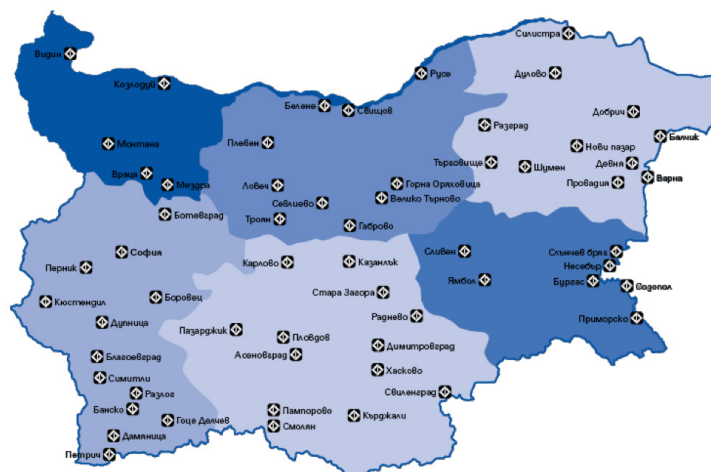 Силистра
Видин
Русе
Дулово
Козлодуй
Белене
Свищов
Добрич
Разград
Балчик
Монтана
Плевен
Нови пазар
Търговище
Шумен
Девня
Враца
Мездра
Ловеч
Горна Оряховица
Провадия
Варна
Велико Търново
Севлиево
Ботевград
Троян
Габрово
София
Сливен
Слънчев бряг
Перник
Карлово
Казанлък
Несебър
Ямбол
Бургас
Созопол
Кюстендил
Боровец
Стара Загора
Дупница
Пазарджик
Раднево
Приморско
Пловдов
Димитровград
Благоевград
Асеновград
Симитли
Хасково
Разлог
Свиленград
Банско
Гоце Делчев
Пампорово
Кърджали
Смолян
Дамяница
Петрич